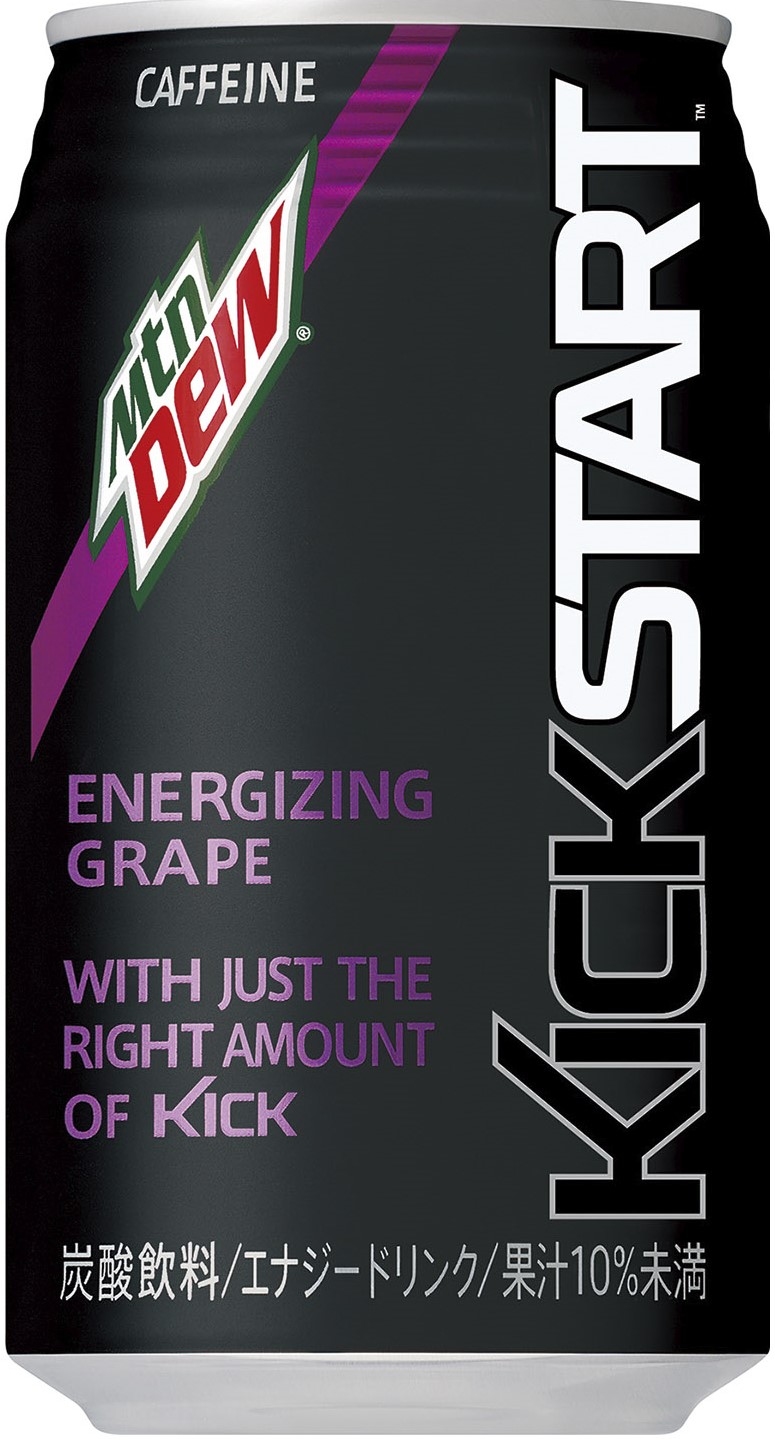 CAFFEINE
Mtn
Dew®
KICKSTART™
ENERGIZING
GRAPE
WITH JUST THE
RIGHT AMOUNT
OF KICK
炭酸飲料/エナジードリンク/果汁10%未満